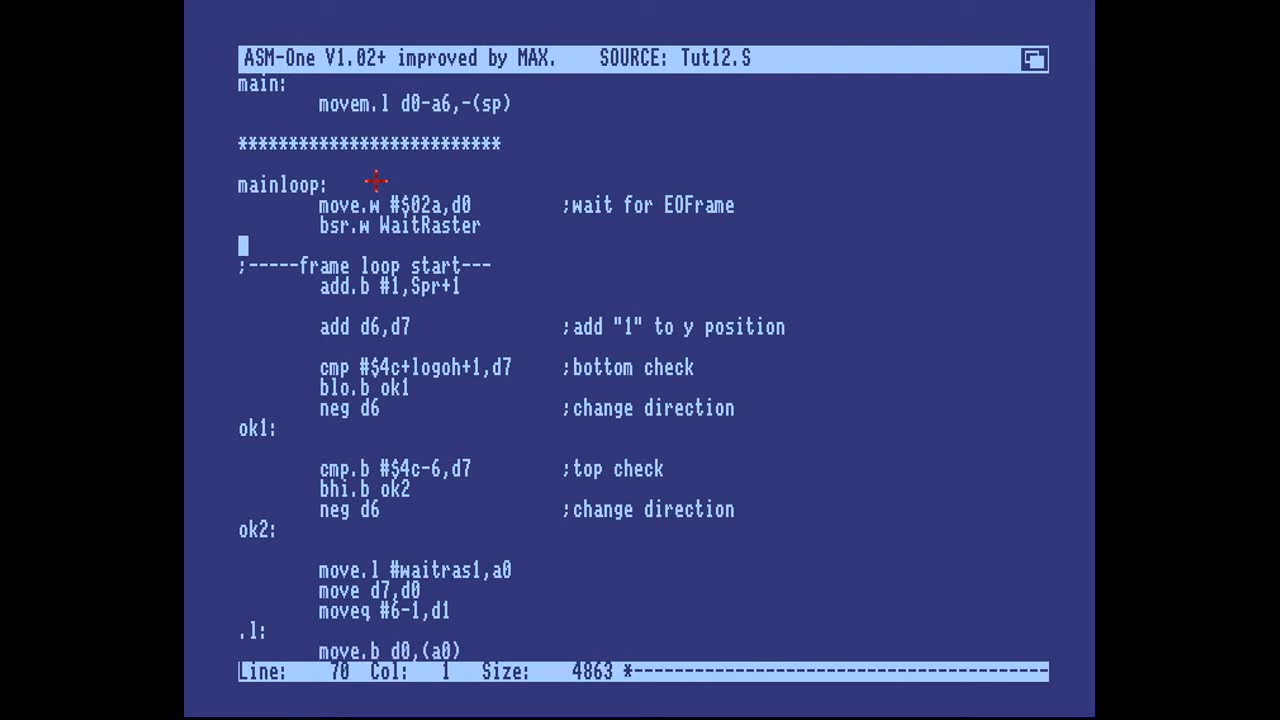 ASM-One V1.02+ improved by MAX.    SOURCE: Tut12.S
main:
        movem.l d0-a6,-(sp)
**************************
mainloop:
        move.w #$02a,d0         ;wait for EOFrame
        bsr.w WaitRaster
;-----frame loop start---
        add.b #1,Spr+1
        add d6,d7               ;add "1" to y position
        cmp #$4c+logoh+1,d7     ;bottom check
        blo.b ok1
        neg d6                  ;change direction
ok1:
        cmp.b #$4c-6,d7         ;top check
        bhi.b ok2
        neg d6                  ;change direction
ok2:
        move.l #waitras1,a0
        move d7,d0
        moveq #6-1,d1
.l:
        move.b d0,(a0)
Line:    70  Col:   1   Size:    4863 *-----------------------------------------